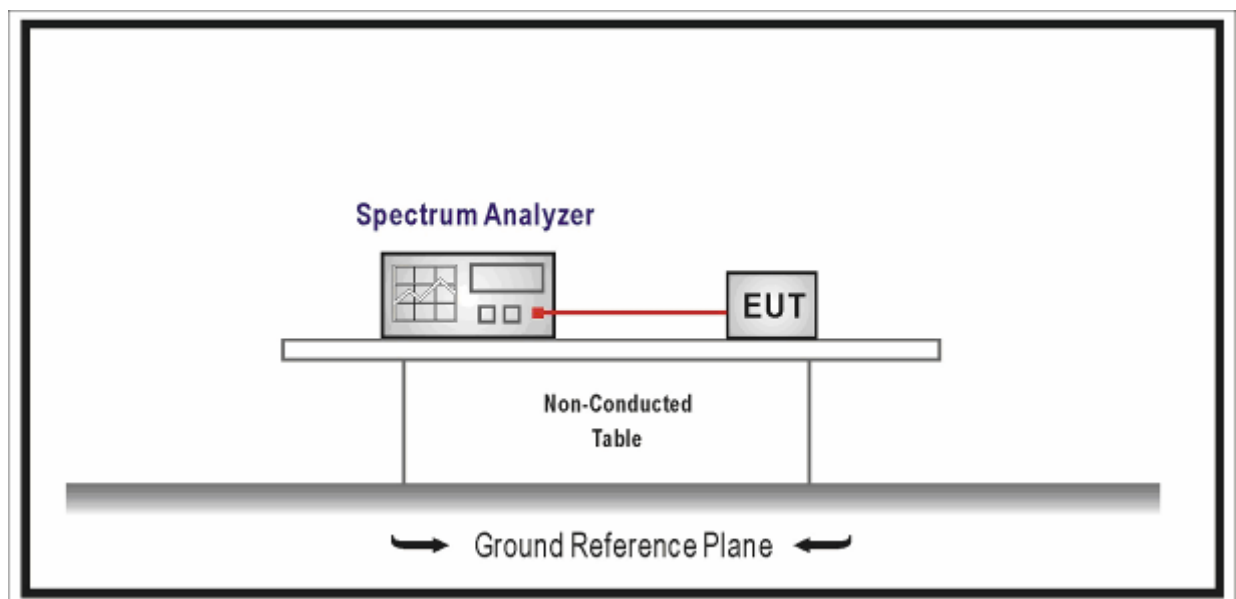 Spectrum Analyzer
EUT
Non-Conducted
Table
Ground Reference Plane